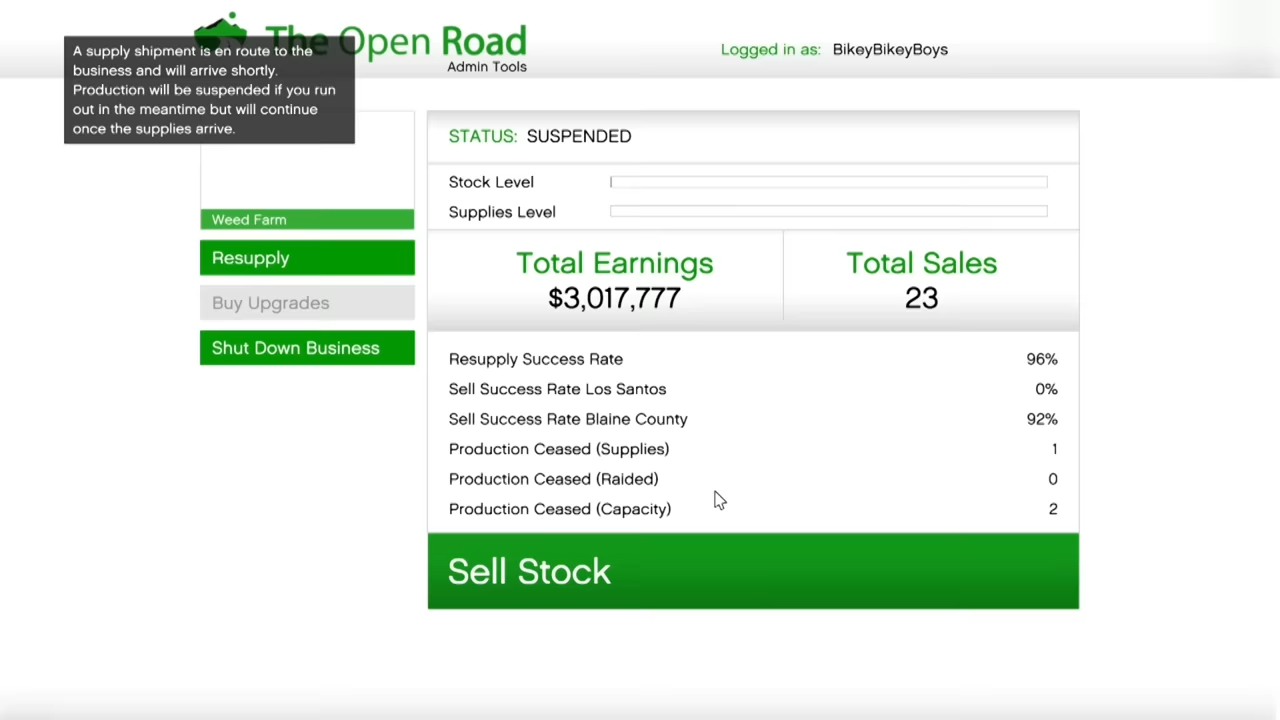 The Open Road
Admin Tools
Logged in as: BikeyBikeyBoys
A supply shipment is en route to the
business and will arrive shortly.
Production will be suspended if you run
out in the meantime but will continue
once the supplies arrive.
Weed Farm
Resupply
Buy Upgrades
Shut Down Business
STATUS: SUSPENDED
Stock Level
Supplies Level
Total Earnings
$3,017,777
Total Sales
23
Resupply Success Rate 96%
Sell Success Rate Los Santos 0%
Sell Success Rate Blaine County 92%
Production Ceased (Supplies) 1
Production Ceased (Raided) 0
Production Ceased (Capacity) 2
Sell Stock